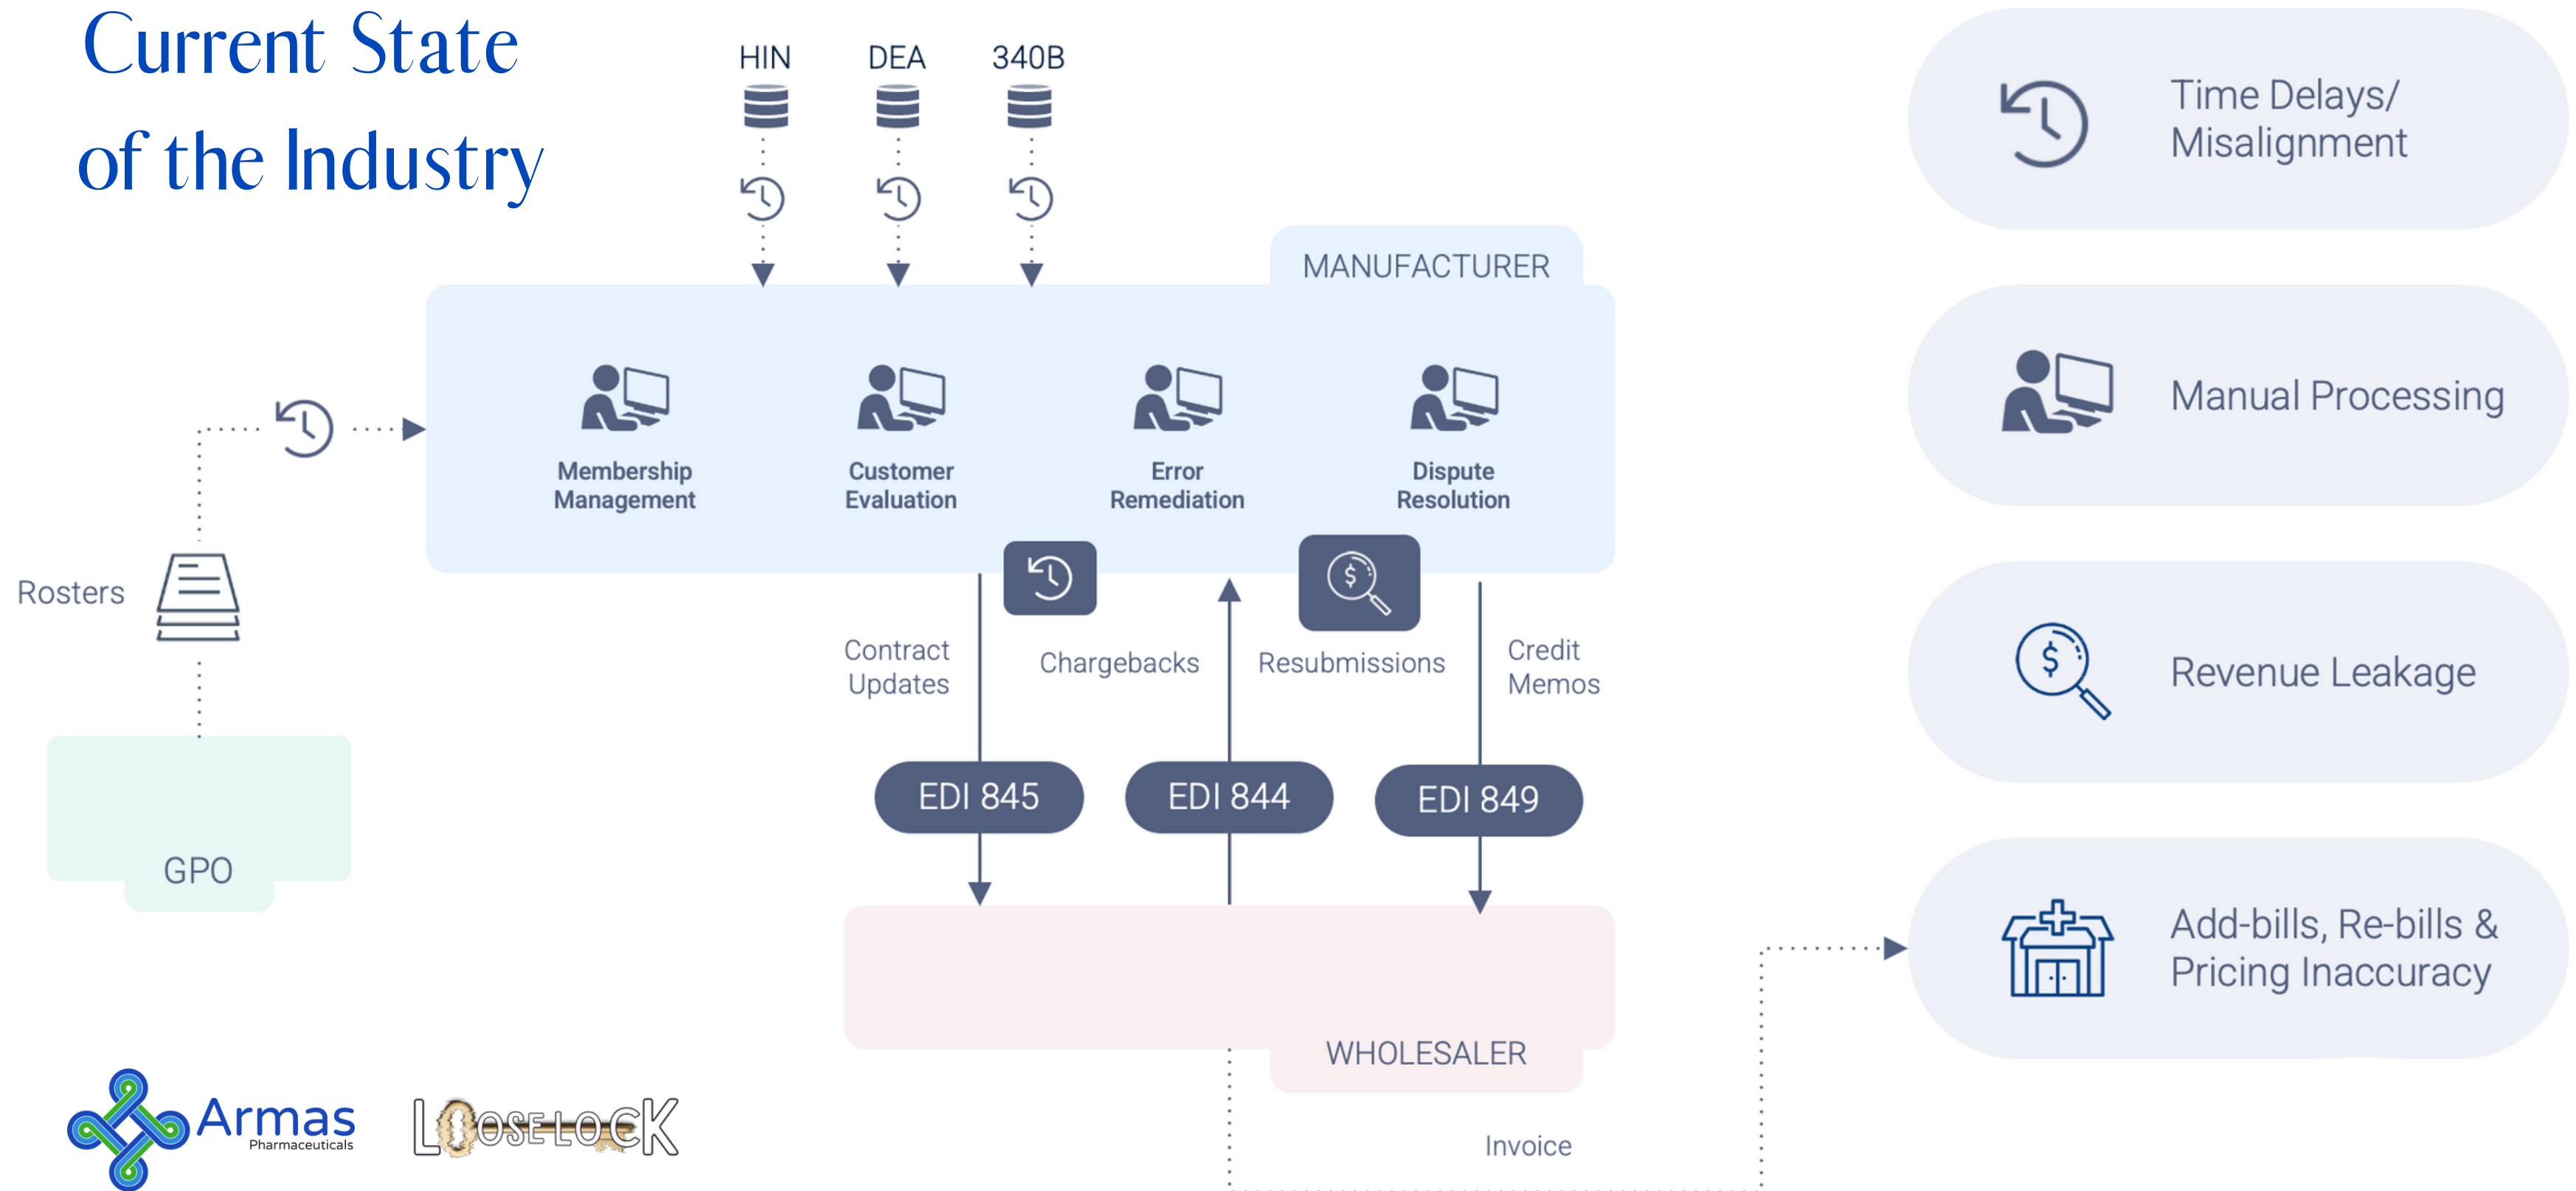 Current State
of the Industry
HIN
DEA
340B
MANUFACTURER
Membership
Management
Customer
Evaluation
Error
Remediation
Dispute
Resolution
Rosters
GPO
Contract
Updates
Chargebacks
$
Resubmissions
Credit
Memos
EDI 845
EDI 844
EDI 849
WHOLESALER
Invoice
Time Delays/
Misalignment
Manual Processing
$
Revenue Leakage
Add-bills, Re-bills &
Pricing Inaccuracy
Armas
Pharmaceuticals
LOOSELOCK